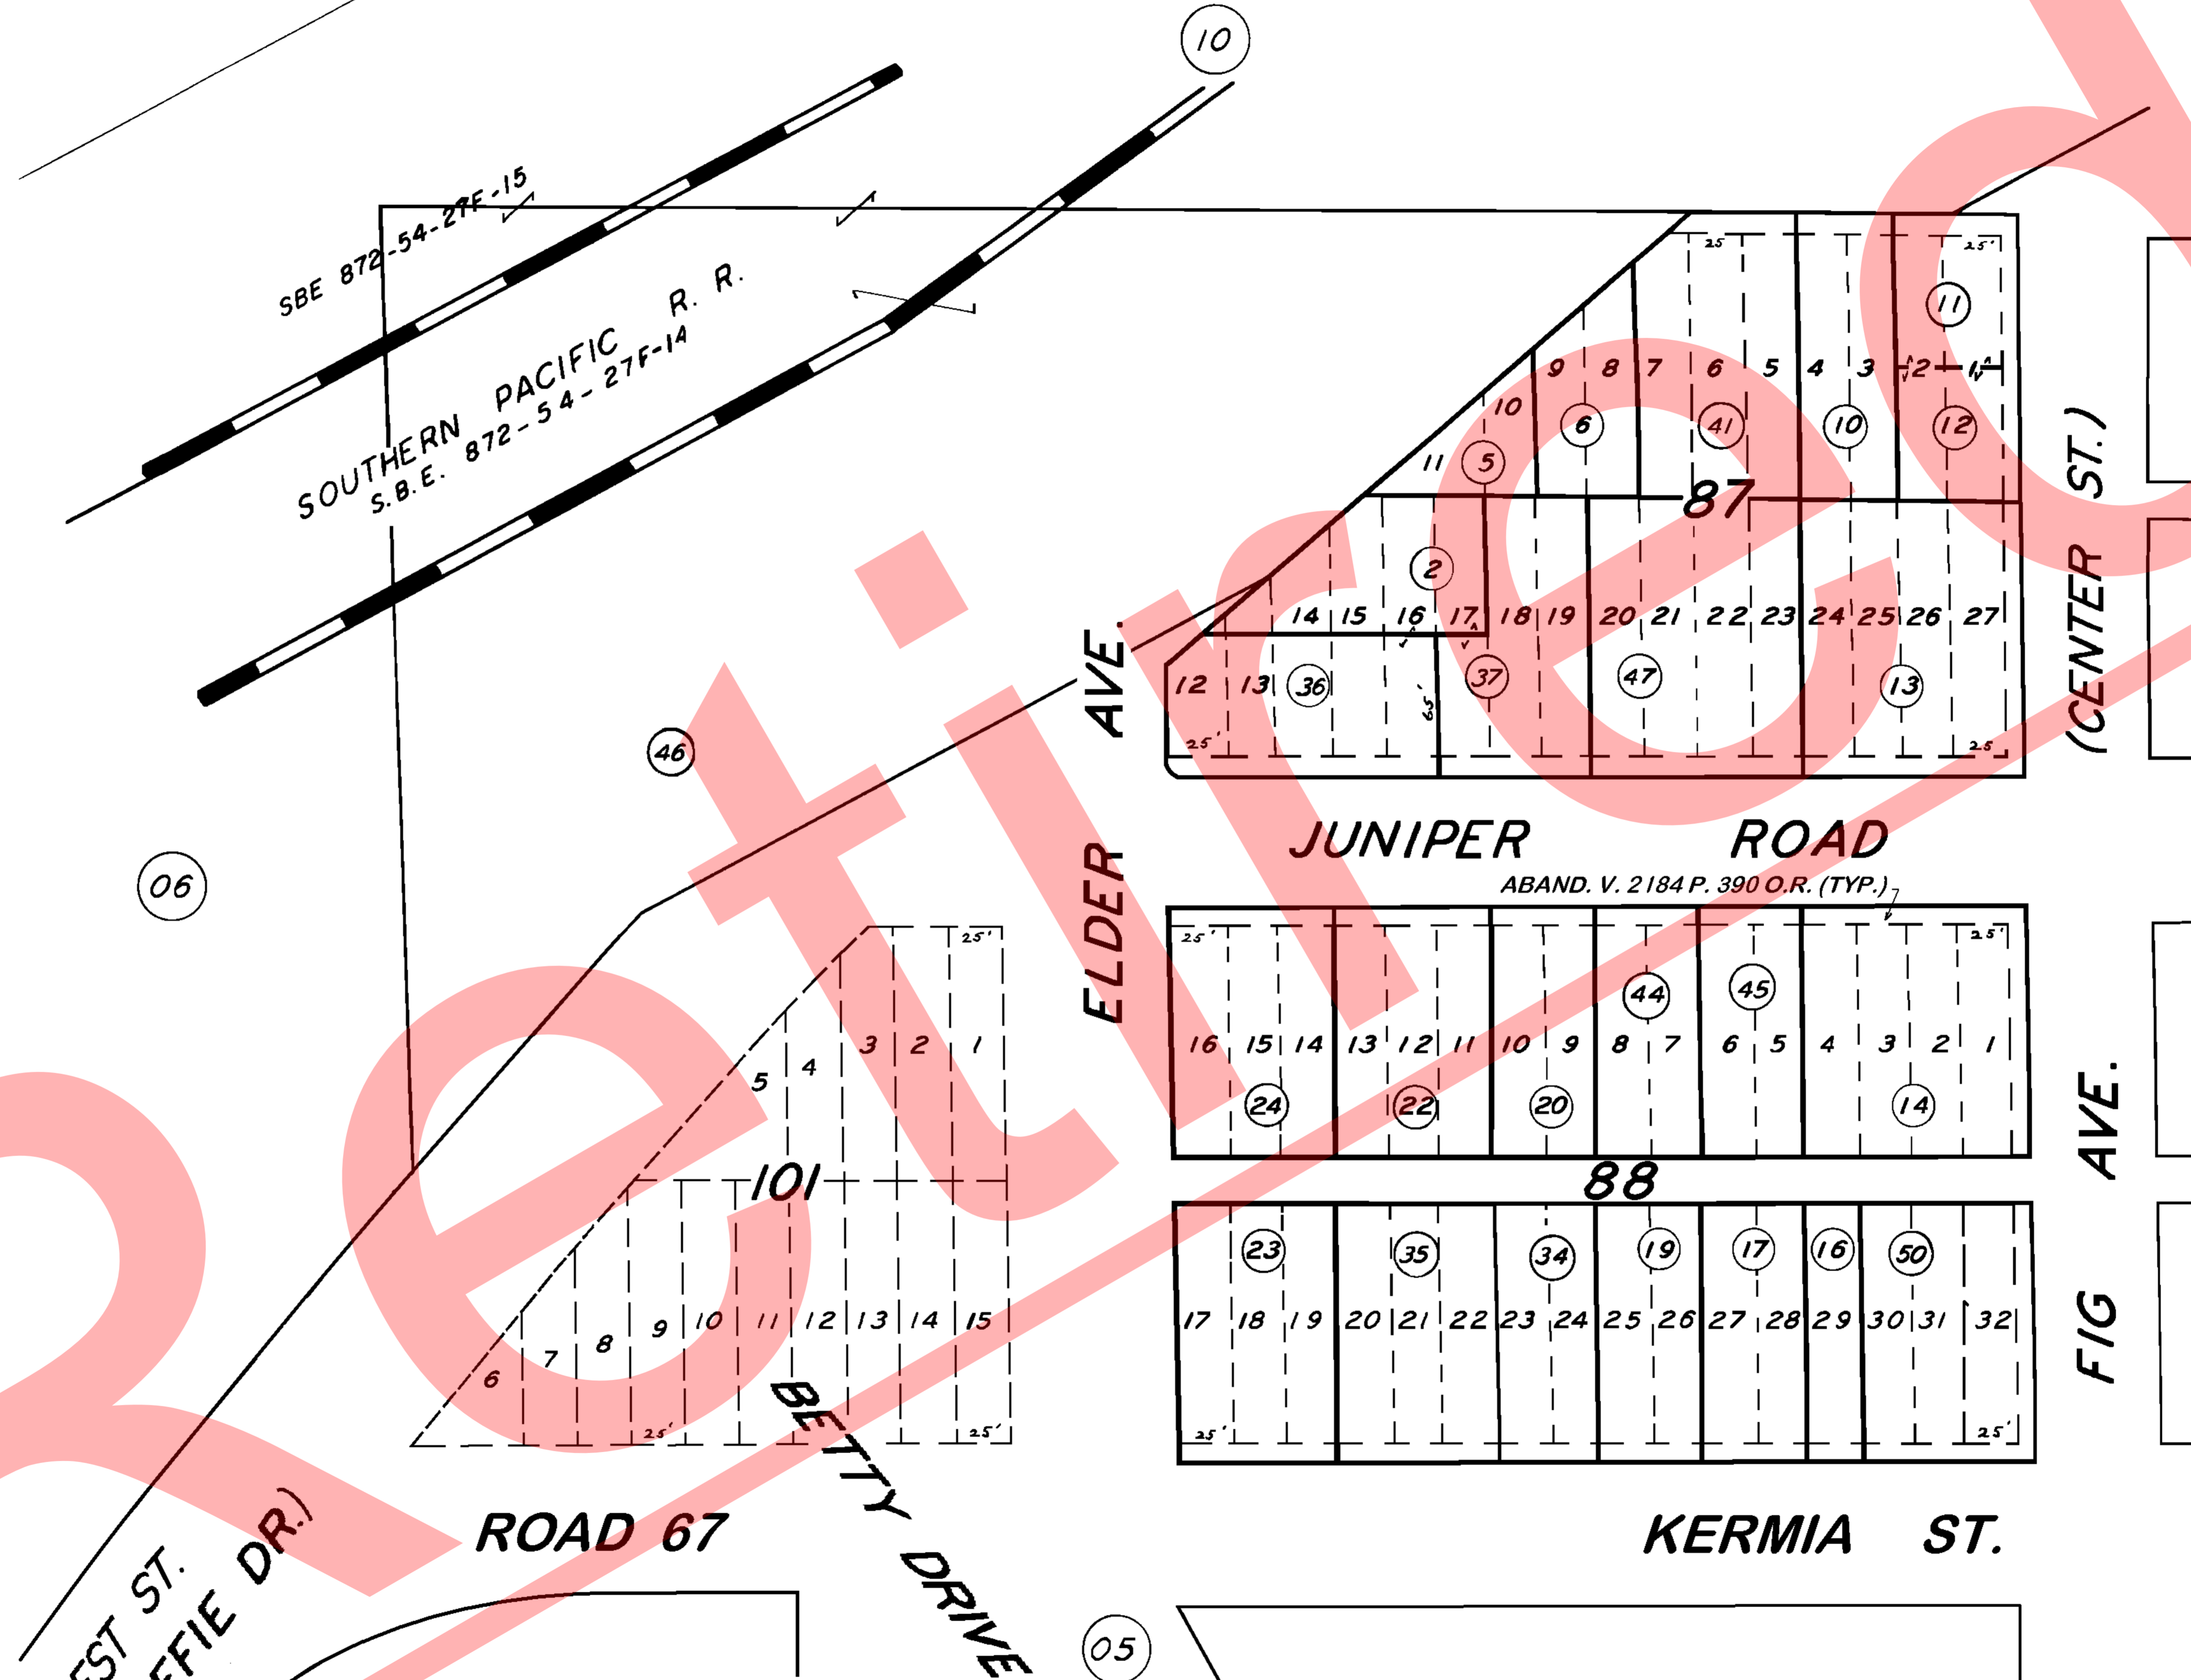 10
SBE 872-54-27F-15
SOUTHERN PACIFIC R. R.
S.B.E. 872-54-27F-14
46
06
25 25'
11
9 8 7 6 5 4 3 2 1
10 6 41 10 12
11 5
87
2
14 15 16 17 18 19 20 21 22 23 24 25 26 27
12 13 36 37 47 13
65'
25' 25
ELDER AVE.
(CENTER ST.)
JUNIPER ROAD
ABAND. V. 2184 P. 390 O.R. (TYP.)
25' 25'
44 45
16 15 14 13 12 11 10 9 8 7 6 5 4 3 2 1
24 22 20 14
88
23 35 34 19 17 16 50
17 18 19 20 21 22 23 24 25 26 27 28 29 30 31 32
25' 25'
FIG AVE.
25'
5 4 3 2 1
101
6 7 8 9 10 11 12 13 14 15
25' 25'
BETTY DRIVE
ROAD 67
KERMIA ST.
EST ST.
EFFIE DR.)
05
Retired